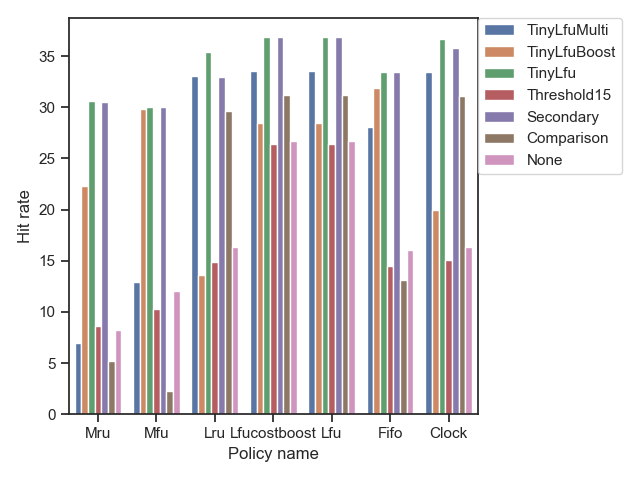 35
30
25
20
15
10
5
0
Hit rate
Mru
Mfu
Lru
Lfucostboost
Lfu
Fifo
Clock
Policy name
TinyLfuMulti
TinyLfuBoost
TinyLfu
Threshold15
Secondary
Comparison
None